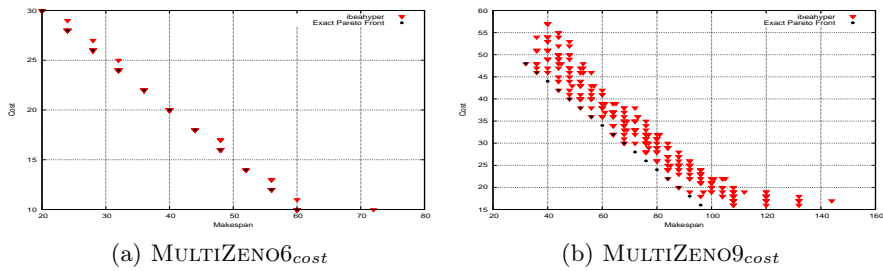 ibeahyper
Exact Pareto Front
30
25
20
15
10
Cost
20 30 40 50 60 70 80
Makespan
(a) MULTIZENO6cost
ibeahyper
Exact Pareto Front
60
55
50
45
40
35
30
25
20
15
Cost
20 40 60 80 100 120 140 160
Makespan
(b) MULTIZENO9cost